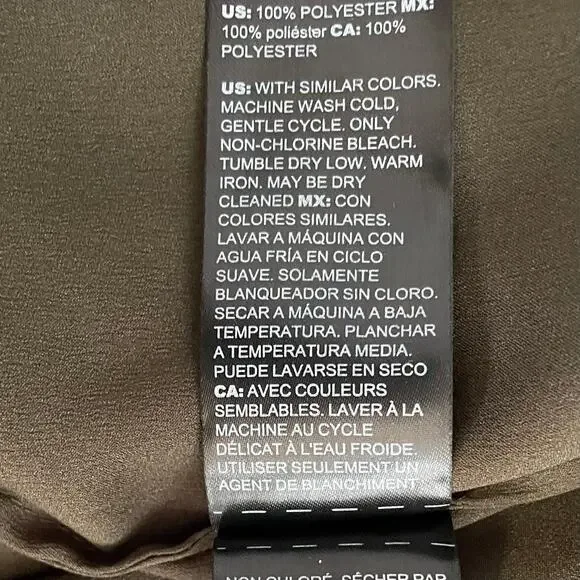 US: 100% POLYESTER MX:
100% poliéster CA: 100%
POLYESTER
US: WITH SIMILAR COLORS.
MACHINE WASH COLD,
GENTLE CYCLE. ONLY
NON-CHLORINE BLEACH.
TUMBLE DRY LOW. WARM
IRON. MAY BE DRY
CLEANED MX: CON
COLORES SIMILARES.
LAVAR A MÁQUINA CON
AGUA FRÍA EN CICLO
SUAVE. SOLAMENTE
BLANQUEADOR SIN CLORO.
SECAR A MÁQUINA A BAJA
TEMPERATURA. PLANCHAR
A TEMPERATURA MEDIA.
PUEDE LAVARSE EN SECO
CA: AVEC COULEURS
SEMBLABLES. LAVER À LA
MACHINE AU CYCLE
DÉLICAT À L'EAU FROIDE.
UTILISER SEULEMENT UN
AGENT DE BLANCHIMENT
NON CHLORÉ. SÉCHER PAR